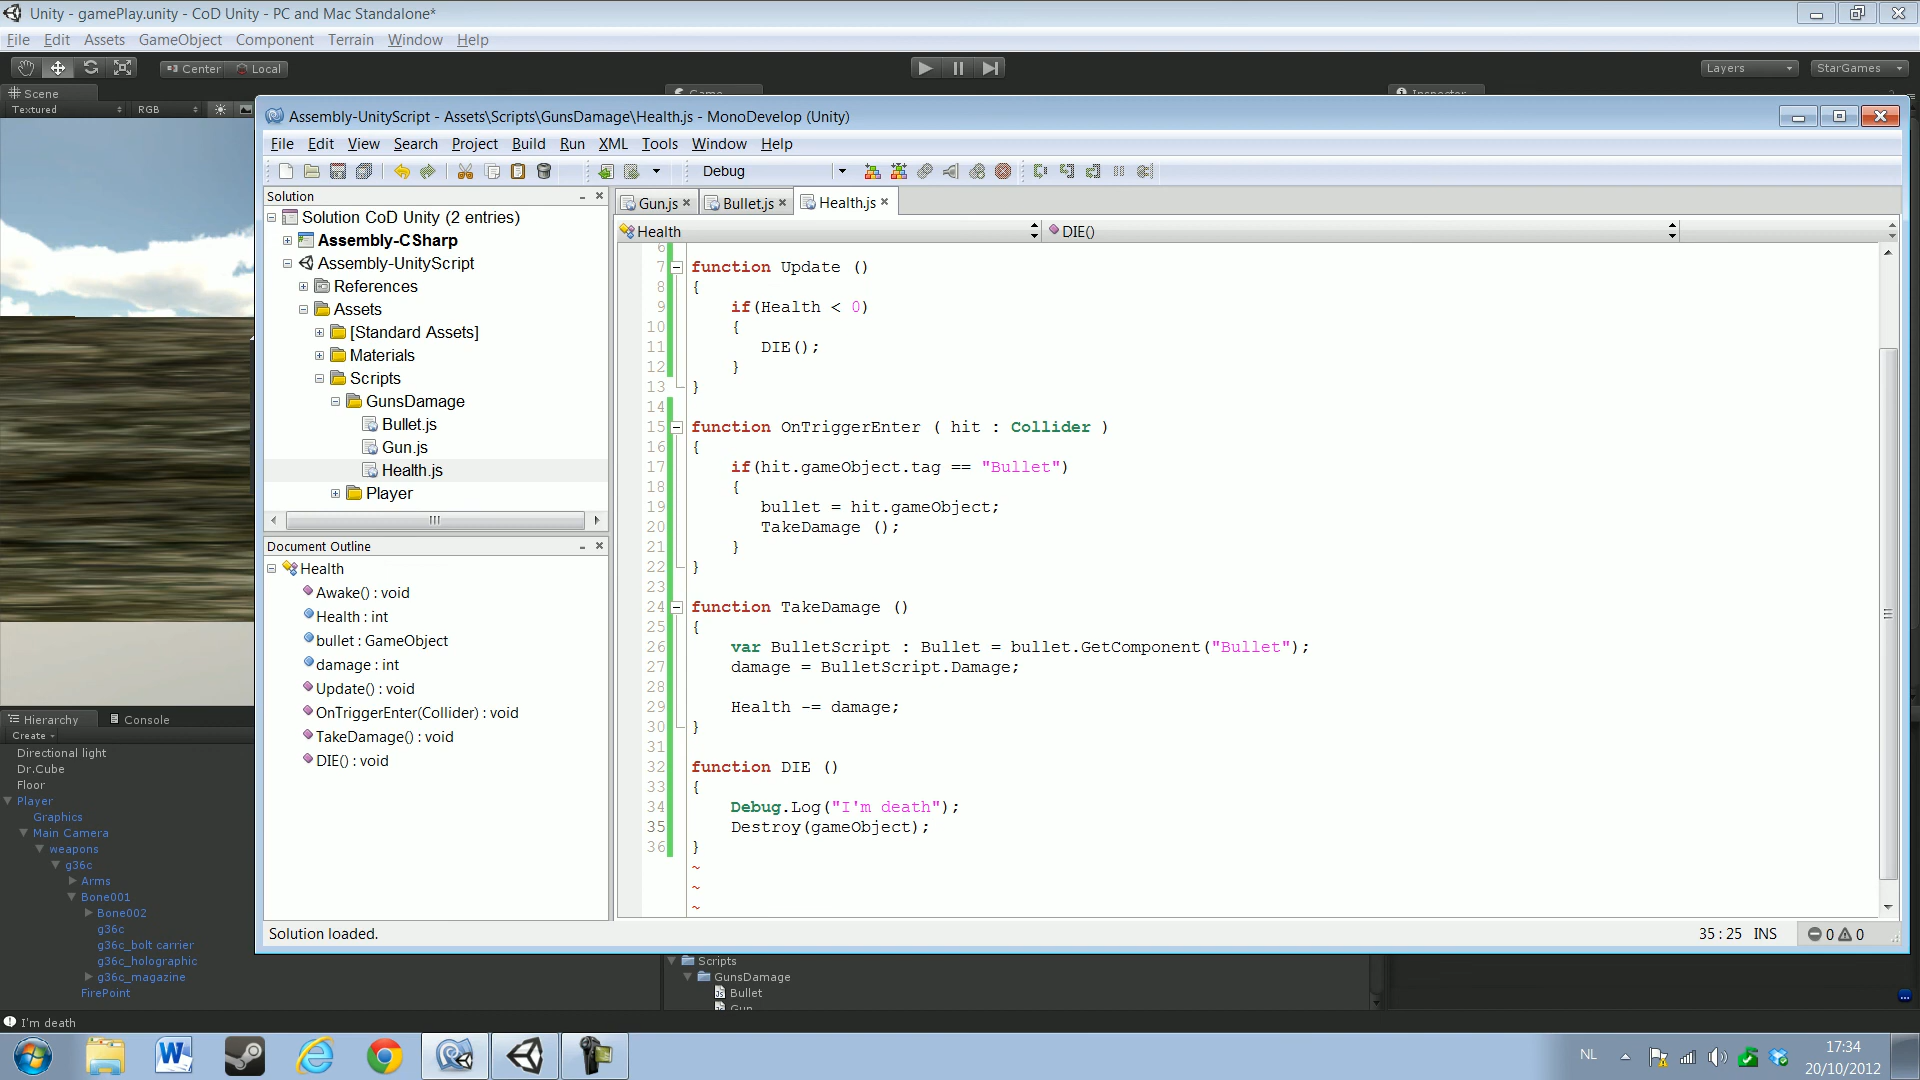 Unity - gamePlay.unity - CoD Unity - PC and Mac Standalone*
File Edit Assets GameObject Component Terrain Window Help
Center Local
Layers StarGames
Scene
Textured RGB
Assembly-UnityScript - Assets\Scripts\GunsDamage\Health.js - MonoDevelop (Unity)
File Edit View Search Project Build Run XML Tools Window Help
Debug
Solution
Solution CoD Unity (2 entries)
Assembly-CSharp
Assembly-UnityScript
References
Assets
[Standard Assets]
Materials
Scripts
GunsDamage
Bullet.js
Gun.js
Health.js
Player
Document Outline
Health
Awake() : void
Health : int
bullet : GameObject
damage : int
Update() : void
OnTriggerEnter(Collider) : void
TakeDamage() : void
DIE() : void
Gun.js Bullet.js Health.js
Health DIE()
6
7 function Update ()
8 {
9 if(Health < 0)
10 {
11 DIE();
12 }
13 }
14
15 function OnTriggerEnter ( hit : Collider )
16 {
17 if(hit.gameObject.tag == "Bullet")
18 {
19 bullet = hit.gameObject;
20 TakeDamage ();
21 }
22 }
23
24 function TakeDamage ()
25 {
26 var BulletScript : Bullet = bullet.GetComponent("Bullet");
27 damage = BulletScript.Damage;
28
29 Health -= damage;
30 }
31
32 function DIE ()
33 {
34 Debug.Log("I'm death");
35 Destroy(gameObject);
36 }
~
~
~
Solution loaded. 35 : 25 INS 0 0
Hierarchy Console
Create
Directional light
Dr.Cube
Floor
Player
Graphics
Main Camera
weapons
g36c
Arms
Bone001
Bone002
g36c
g36c_bolt carrier
g36c_holographic
g36c_magazine
FirePoint
Scripts
GunsDamage
Bullet
Gun
I'm death
NL
17:34
20/10/2012